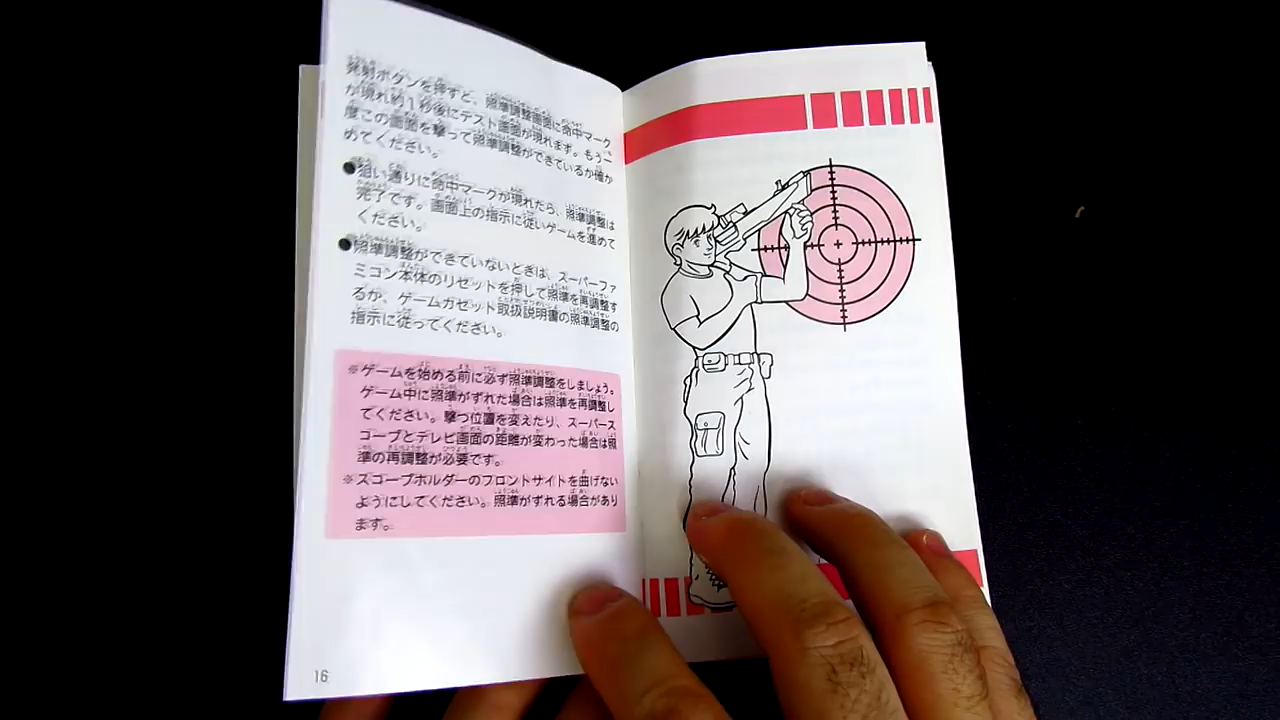 発射ボタンを押すと、照準調整画面に命中マーク
が現れ約1秒後にテスト画面が現れます。もう一
度この画面を撃って照準調整ができているか確か
めてください。
●狙い通りに命中マークが現れたら、照準調整は
完了です。画面上の指示に従いゲームを進めて
ください。
●照準調整ができていないときは、スーパーファ
ミコン本体のリセットを押して照準を再調整す
るか、ゲームカセット取扱説明書の照準調整の
指示に従ってください。
※ゲームを始める前に必ず照準調整をしましょう。
ゲーム中に照準がずれた場合は照準を再調整し
てください。撃つ位置を変えたり、スーパース
コープとテレビ画面の距離が変わった場合は照
準の再調整が必要です。
※スコープホルダーのフロントサイトを曲げない
ようにしてください。照準がずれる場合があり
ます。
16